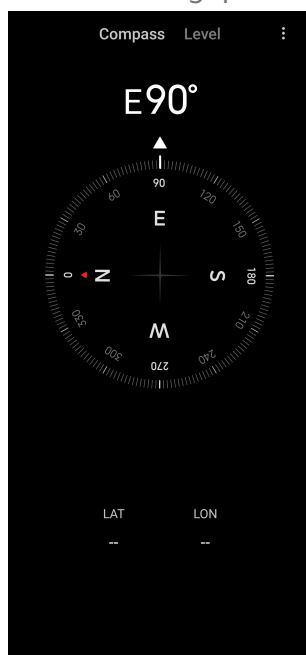 Compass Level
E90°
90
60 120
E
30 150
0 N S 180
330 210
W
300 240
270
LAT LON
-- --